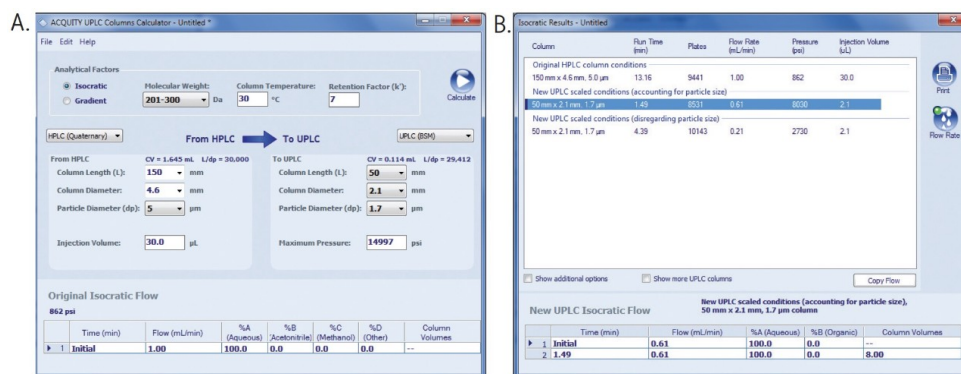 A.
ACQUITY UPLC Columns Calculator - Untitled *
File Edit Help
Analytical Factors
Isocratic
Gradient
Molecular Weight:
201-300 Da
Column Temperature:
30 °C
Retention Factor (k'):
7
Calculate
HPLC (Quaternary)
From HPLC To UPLC
UPLC (BSM)
From HPLC CV = 1.645 mL L/dp = 30,000
Column Length (L): 150 mm
Column Diameter: 4.6 mm
Particle Diameter (dp): 5 µm
Injection Volume: 30.0 µL
To UPLC CV = 0.114 mL L/dp = 29,412
Column Length (L): 50 mm
Column Diameter: 2.1 mm
Particle Diameter (dp): 1.7 µm
Maximum Pressure: 14997 psi
Original Isocratic Flow
862 psi
Time (min) Flow (mL/min) %A (Aqueous) %B (Acetonitrile) %C (Methanol) %D (Other) Column Volumes
1 Initial 1.00 100.0 0.0 0.0 0.0 --
B.
Isocratic Results - Untitled
Column Run Time (min) Plates Flow Rate (mL/min) Pressure (psi) Injection Volume (uL)
Original HPLC column conditions
150 mm x 4.6 mm, 5.0 µm 13.16 9441 1.00 862 30.0
New UPLC scaled conditions (accounting for particle size)
50 mm x 2.1 mm, 1.7 µm 1.49 8531 0.61 8030 2.1
New UPLC scaled conditions (disregarding particle size)
50 mm x 2.1 mm, 1.7 µm 4.39 10143 0.21 2730 2.1
Print
Flow Rate
Show additional options
Show more UPLC columns
Copy Flow
New UPLC Isocratic Flow
New UPLC scaled conditions (accounting for particle size),
50 mm x 2.1 mm, 1.7 µm column
Time (min) Flow (mL/min) %A (Aqueous) %B (Organic) Column Volumes
1 Initial 0.61 100.0 0.0 --
2 1.49 0.61 100.0 0.0 8.00